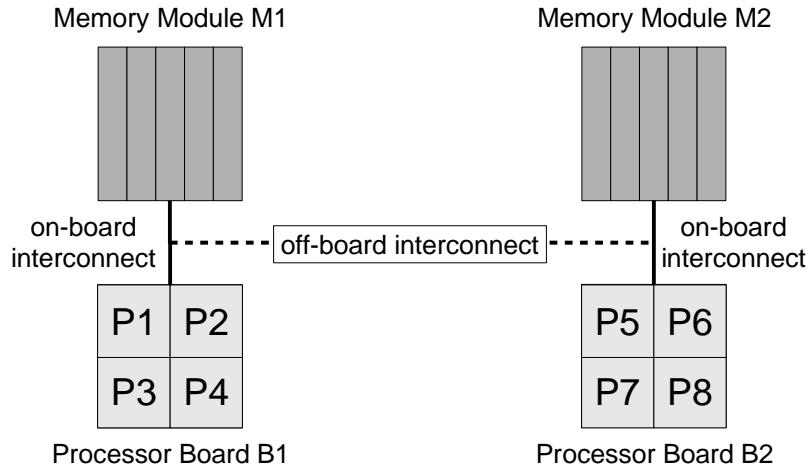 Memory Module M1
Memory Module M2
on-board
interconnect
off-board interconnect
on-board
interconnect
P1 P2
P3 P4
P5 P6
P7 P8
Processor Board B1
Processor Board B2